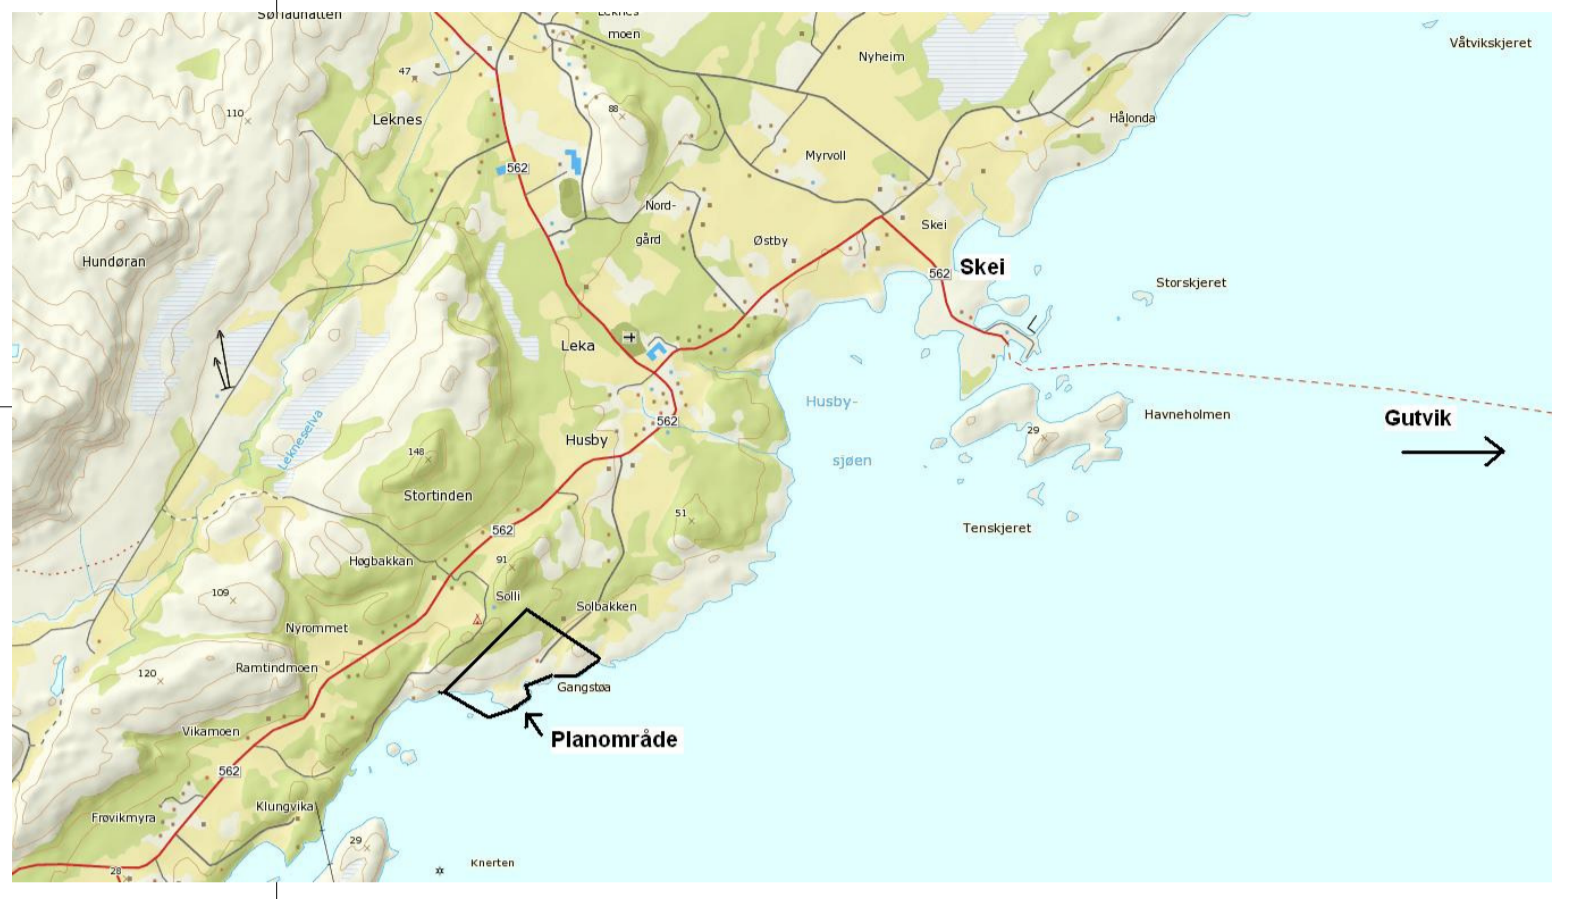 Sørlauhatten
Leknes
moen
Våtvikskjeret
Nyheim
47
110
88
Leknes
Hålonda
Myrvoll
562
Nord-
gård
Skei
Østby
Hundøran
562
Skei
Storskjeret
Leka
Husby-
Havneholmen
Gutvik
562
29
Husby
Lekneselva
148
sjøen
Stortinden
51
562
Tenskjeret
Høgbakkan
91
109
Solli
Solbakken
Nyrommet
Ramtindmoen
120
Gangstøa
Vikamoen
Planområde
562
Klungvika
Frøvikmyra
29
Knerten
28